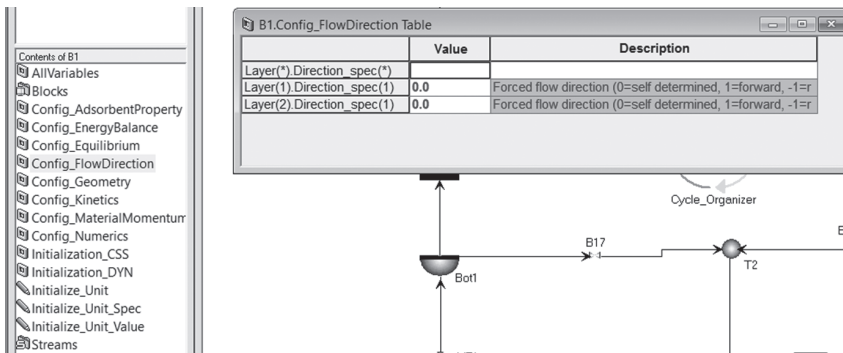 Contents of B1
AllVariables
Blocks
Config_AdsorbentProperty
Config_EnergyBalance
Config_Equilibrium
Config_FlowDirection
Config_Geometry
Config_Kinetics
Config_MaterialMomentum
Config_Numerics
Initialization_CSS
Initialization_DYN
Initialize_Unit
Initialize_Unit_Spec
Initialize_Unit_Value
Streams
B1.Config_FlowDirection Table
Value Description
Layer(*).Direction_spec(*)
Layer(1).Direction_spec(1) 0.0 Forced flow direction (0=self determined, 1=forward, -1=r
Layer(2).Direction_spec(1) 0.0 Forced flow direction (0=self determined, 1=forward, -1=r
Cycle_Organizer
B17
T2
Bot1